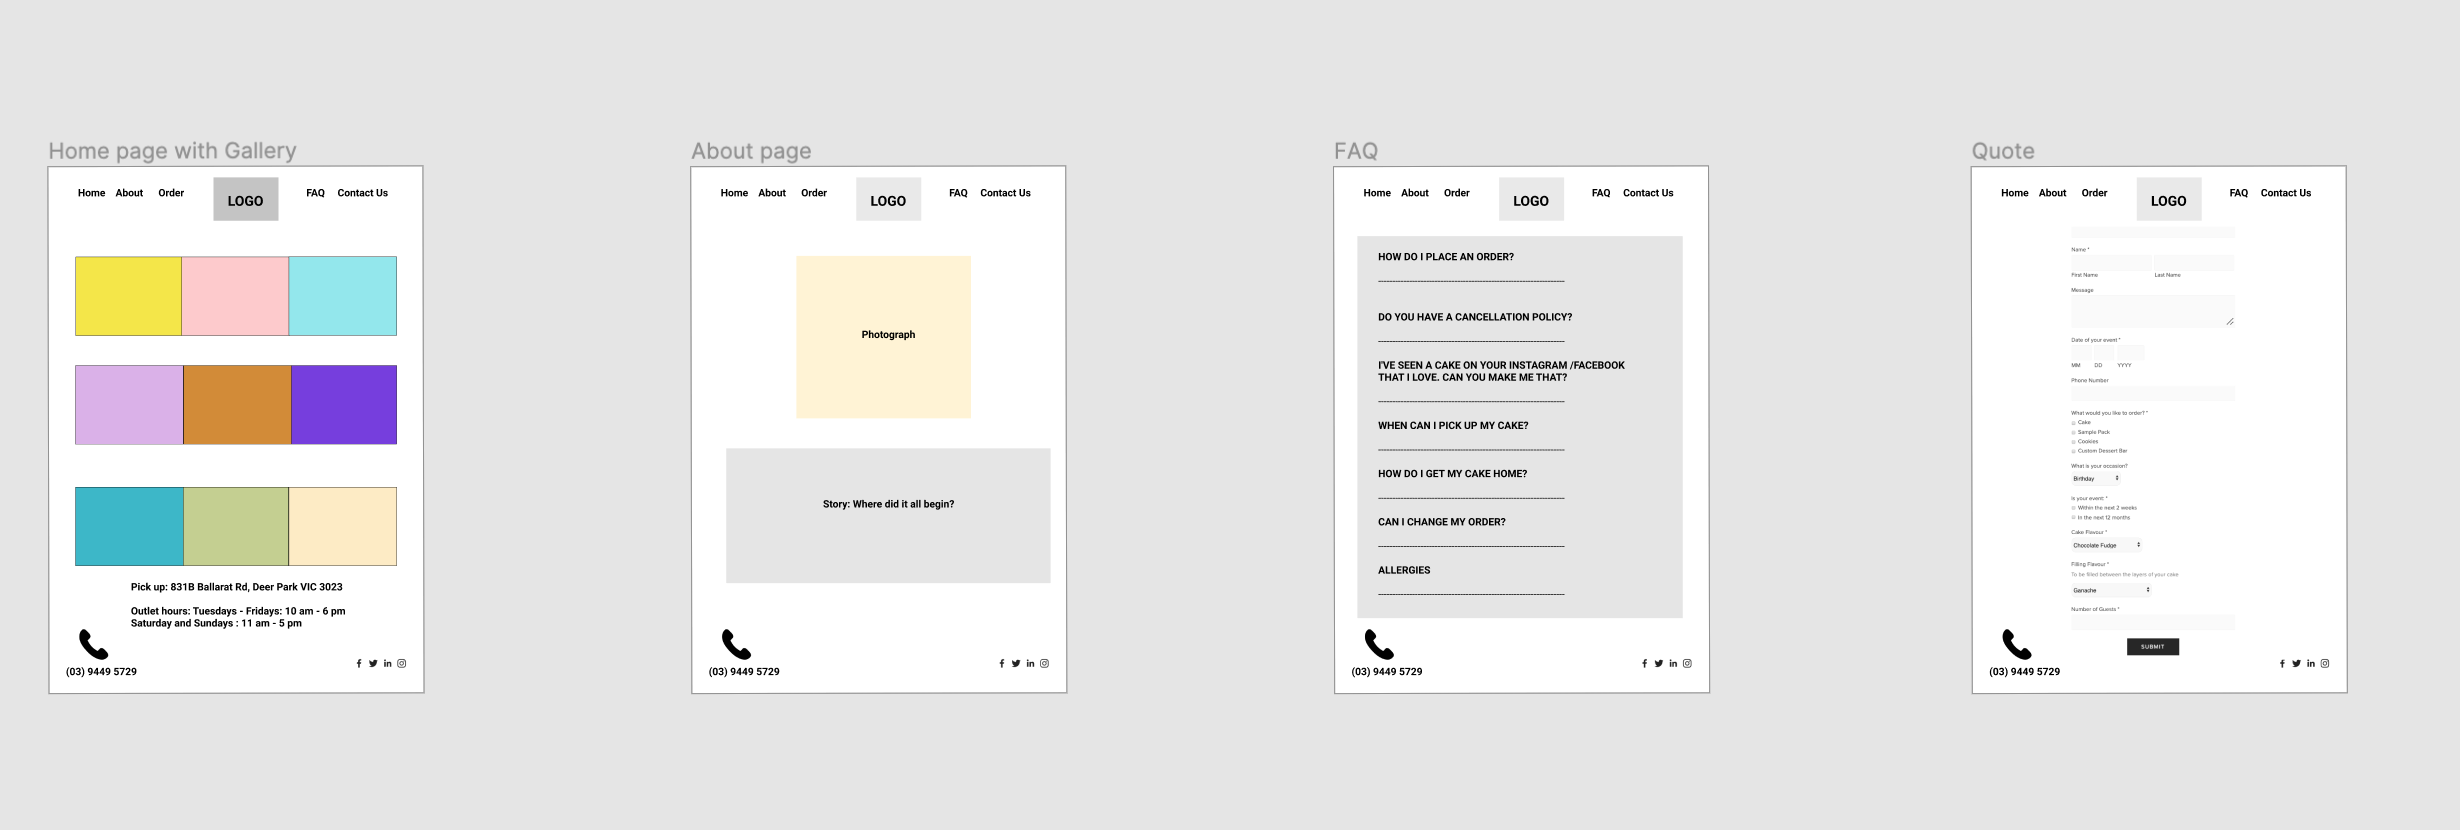 Home page with Gallery
Home About Order LOGO FAQ Contact Us
Pick up: 831B Ballarat Rd, Deer Park VIC 3023
Outlet hours: Tuesdays - Fridays: 10 am - 6 pm
Saturday and Sundays : 11 am - 5 pm
(03) 9449 5729
About page
Home About Order LOGO FAQ Contact Us
Photograph
Story: Where did it all begin?
(03) 9449 5729
FAQ
Home About Order LOGO FAQ Contact Us
HOW DO I PLACE AN ORDER?
DO YOU HAVE A CANCELLATION POLICY?
I'VE SEEN A CAKE ON YOUR INSTAGRAM /FACEBOOK
THAT I LOVE. CAN YOU MAKE ME THAT?
WHEN CAN I PICK UP MY CAKE?
HOW DO I GET MY CAKE HOME?
CAN I CHANGE MY ORDER?
ALLERGIES
(03) 9449 5729
Quote
Home About Order LOGO FAQ Contact Us
Name *
First Name Last Name
Message
Date of your event *
MM DD YYYY
Phone Number
What would you like to order? *
Cake
Sample Pack
Cookies
Custom Dessert Bar
What is your occasion?
Birthday
Is your event: *
Within the next 2 weeks
In the next 12 months
Cake Flavour *
Chocolate Fudge
Filling Flavour *
To be filled between the layers of your cake
Ganache
Number of Guests *
SUBMIT
(03) 9449 5729